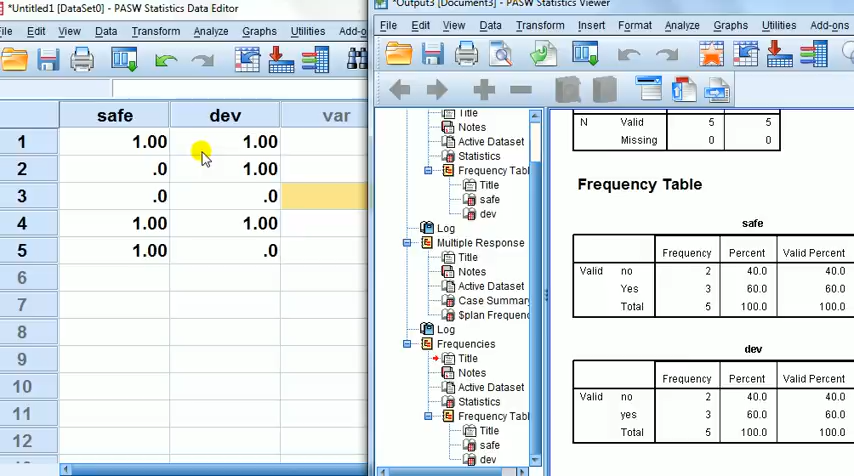 *Untitled1 [DataSet0] - PASW Statistics Data Editor
File Edit View Data Transform Analyze Graphs Utilities Add-o
safe dev var
1 1.00 1.00
2 .0 1.00
3 .0 .0
4 1.00 1.00
5 1.00 .0
6
7
8
9
10
11
12
*Output3 [Document3] - PASW Statistics Viewer
File Edit View Data Transform Insert Format Analyze Graphs Utilities Add-ons
Title
Notes
Active Dataset
Statistics
Frequency Tabl
Title
safe
dev
Log
Multiple Response
Title
Notes
Active Dataset
Case Summary
$plan Frequenc
Log
Frequencies
Title
Notes
Active Dataset
Statistics
Frequency Tabl
Title
safe
dev
N Valid 5 5
Missing 0 0
Frequency Table
safe
Frequency Percent Valid Percent
Valid no 2 40.0 40.0
Yes 3 60.0 60.0
Total 5 100.0 100.0
dev
Frequency Percent Valid Percent
Valid no 2 40.0 40.0
yes 3 60.0 60.0
Total 5 100.0 100.0